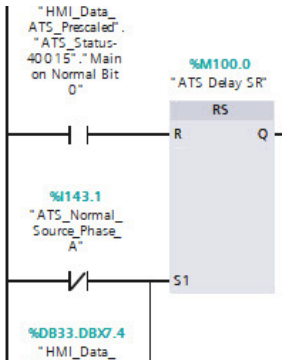 "HMI_Data_
ATS_Prescaled".
"ATS_Status-
40015"."Main
on Normal Bit
0"
%M100.0
"ATS Delay SR"
RS
R
Q
%I143.1
"ATS_Normal_
Source_Phase_
A"
S1
%DB33.DBX7.4
"HMI_Data_